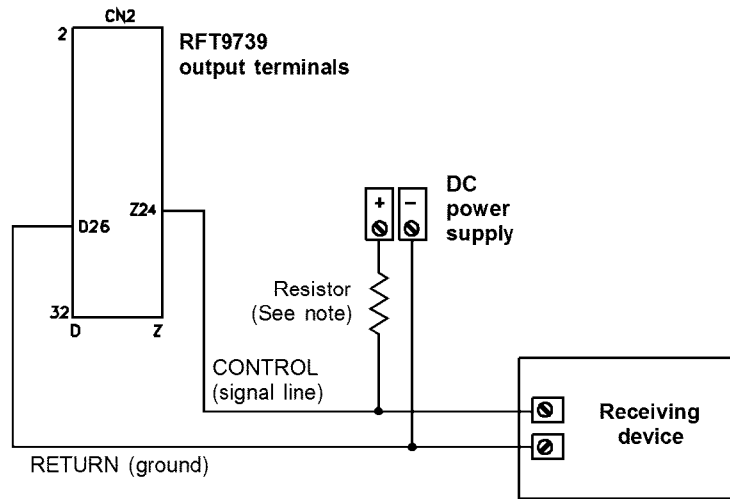 CN2
2
RFT9739
output terminals
Z24
D26
32
D
Z
+
−
DC
power
supply
Resistor
(See note)
CONTROL
(signal line)
Receiving
device
RETURN (ground)